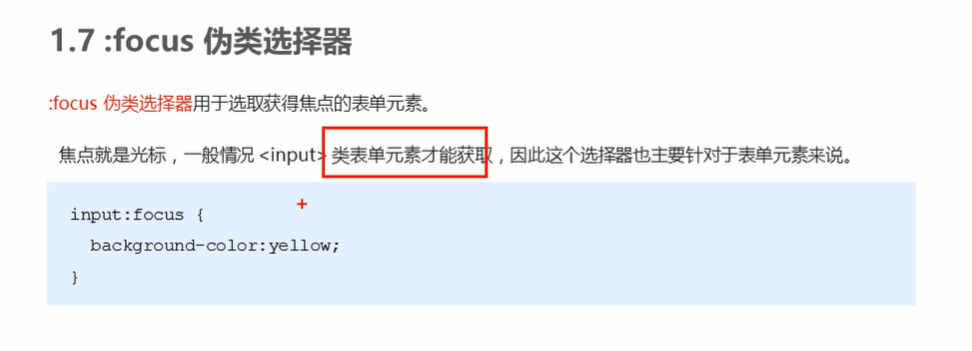 1.7 :focus 伪类选择器
:focus 伪类选择器用于选取获得焦点的表单元素。
焦点就是光标，一般情况 <input> 类表单元素才能获取，因此这个选择器也主要针对于表单元素来说。
input:focus {
  background-color:yellow;
}